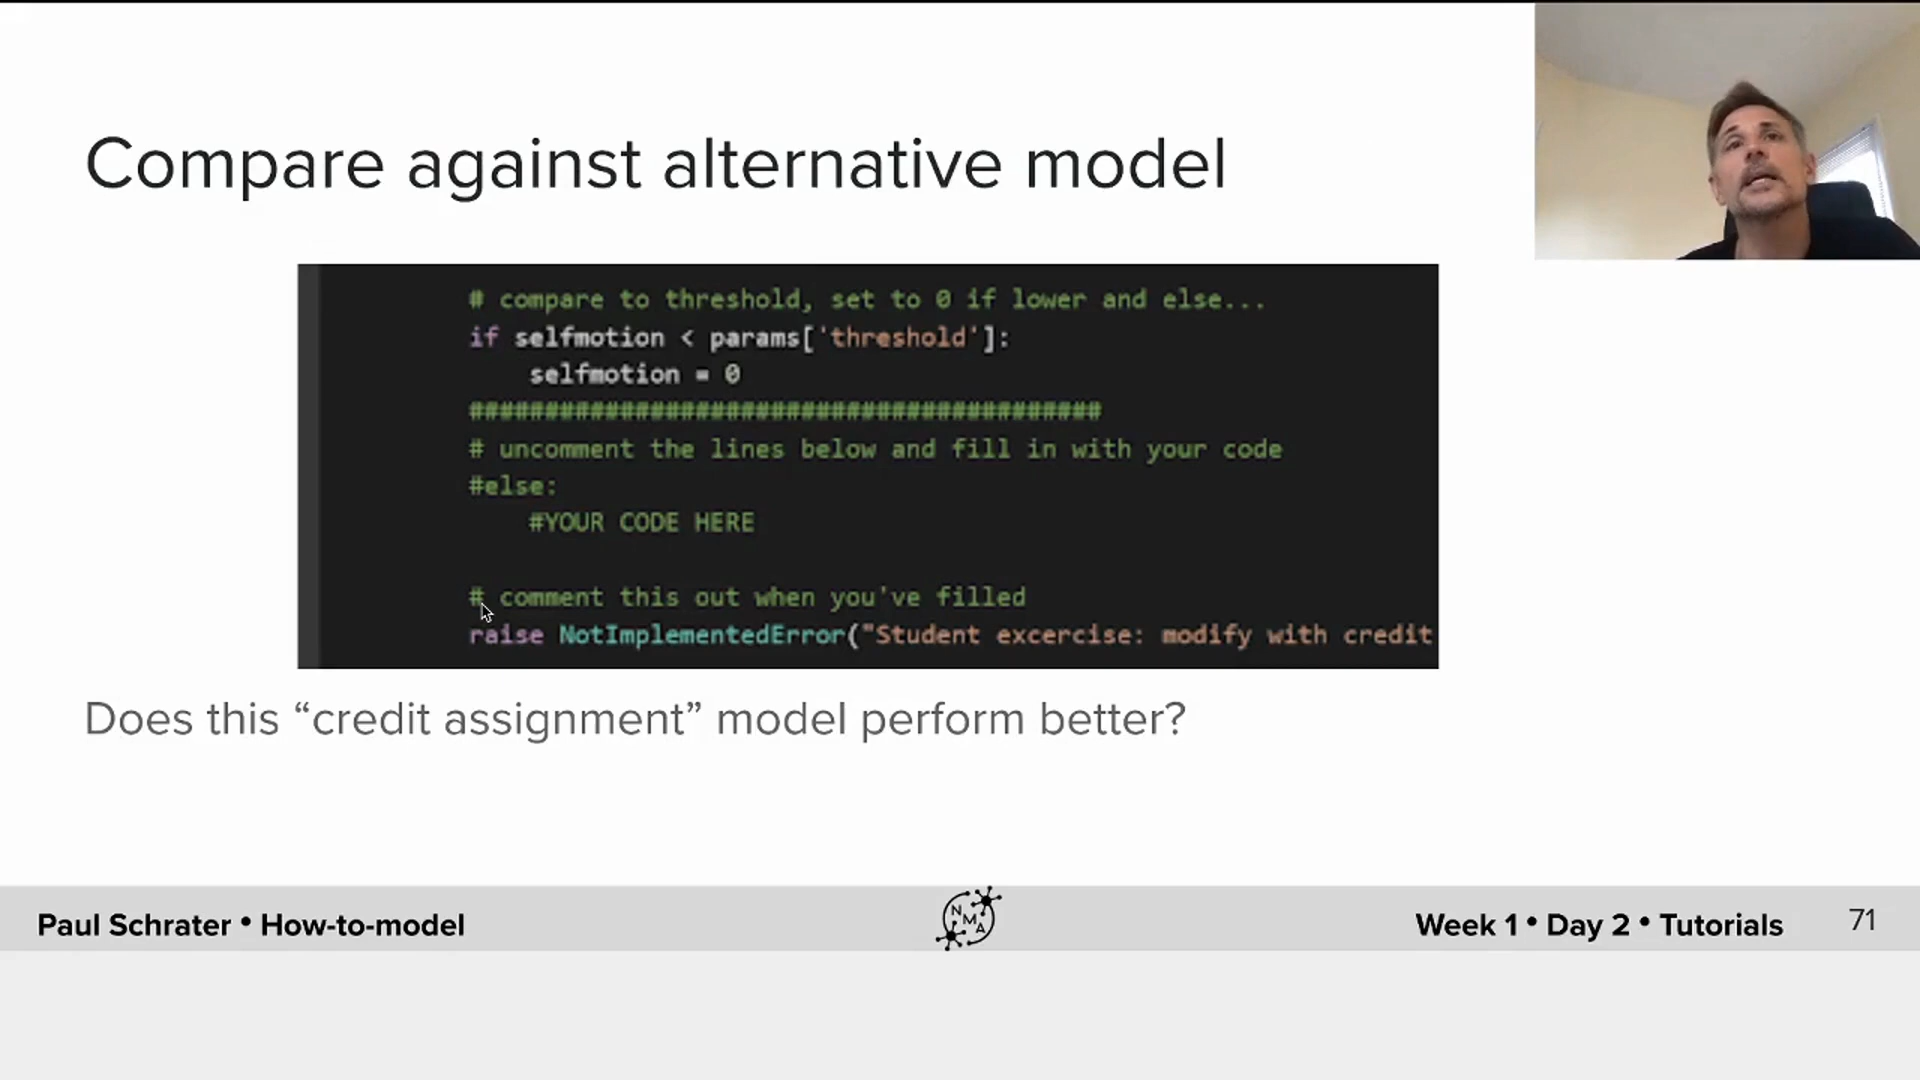 Compare against alternative model
# compare to threshold, set to 0 if lower and else...
if selfmotion < params['threshold']:
selfmotion = 0
##########################################
# uncomment the lines below and fill in with your code
#else:
#YOUR CODE HERE
# comment this out when you've filled
raise NotImplementedError("Student excercise: modify with credit
Does this “credit assignment” model perform better?
Paul Schrater • How-to-model
N M A
Week 1 • Day 2 • Tutorials
71